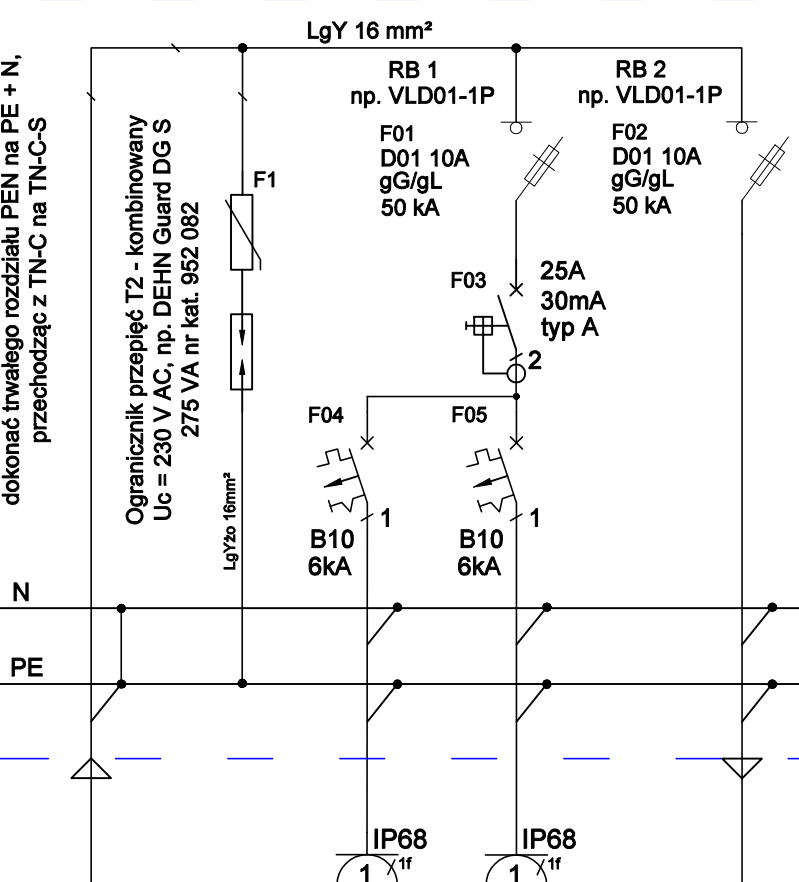 dokonać trwałego rozdziału PEN na PE + N,
przechodząc z TN-C na TN-C-S
LgY 16 mm²
RB 1
np. VLD01-1P
RB 2
np. VLD01-1P
F01
D01 10A
gG/gL
50 kA
F02
D01 10A
gG/gL
50 kA
Ogranicznik przepięć T2 - kombinowany
Uc = 230 V AC, np. DEHN Guard DG S
275 VA nr kat. 952 082
F1
LgYżo 16mm²
F03
25A
30mA
typ A
2
F04
1
B10
6kA
F05
1
B10
6kA
N
PE
IP68
1f
1
IP68
1f
1